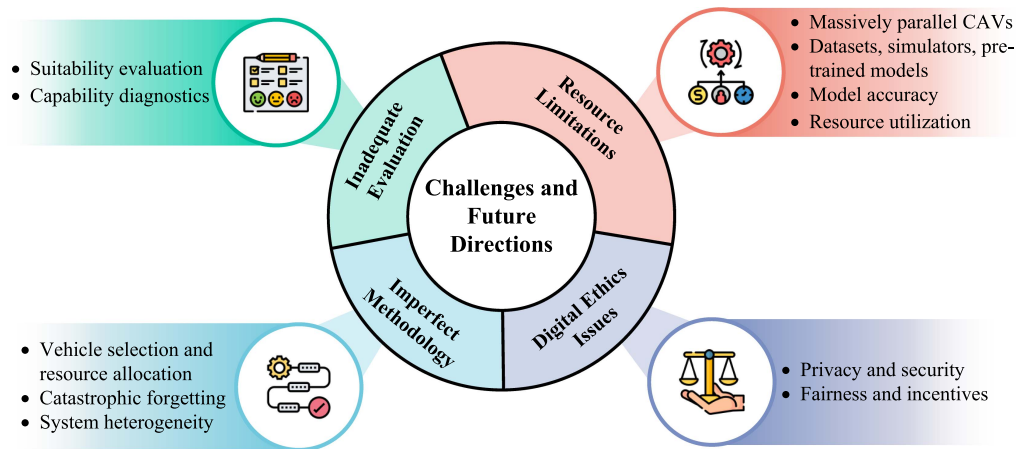 • Suitability evaluation
• Capability diagnostics
Inadequate
Evaluation
Resource
Limitations
• Massively parallel CAVs
• Datasets, simulators, pre-
trained models
• Model accuracy
• Resource utilization
Challenges and
Future
Directions
• Vehicle selection and
resource allocation
• Catastrophic forgetting
• System heterogeneity
Imperfect
Methodology
Digital Ethics
Issues
• Privacy and security
• Fairness and incentives